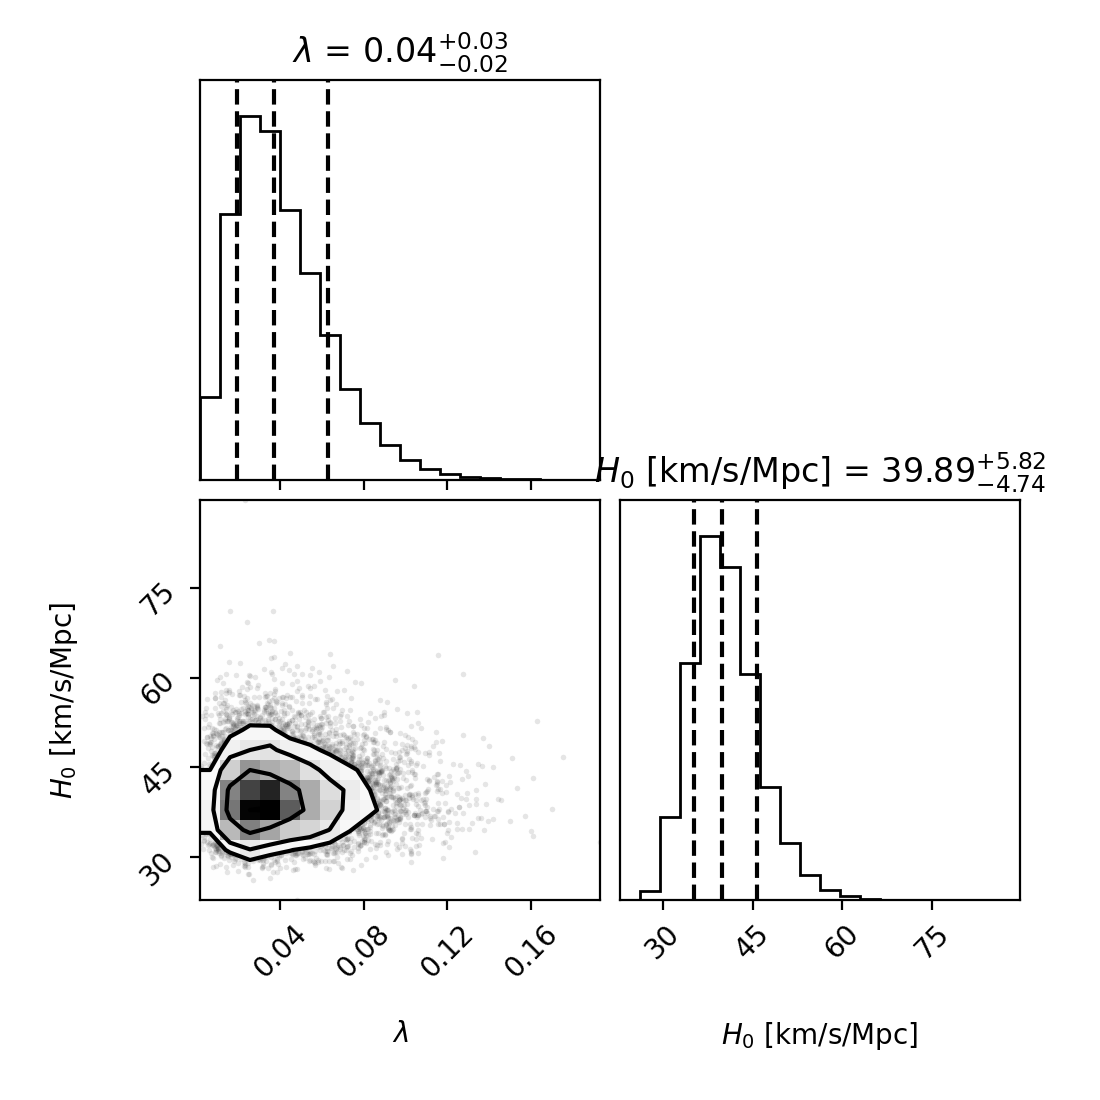 λ = 0.04+0.03−0.02
H0 [km/s/Mpc] = 39.89+5.82−4.74
H0 [km/s/Mpc]
75
60
45
30
0.04 0.08 0.12 0.16
30 45 60 75
λ
H0 [km/s/Mpc]